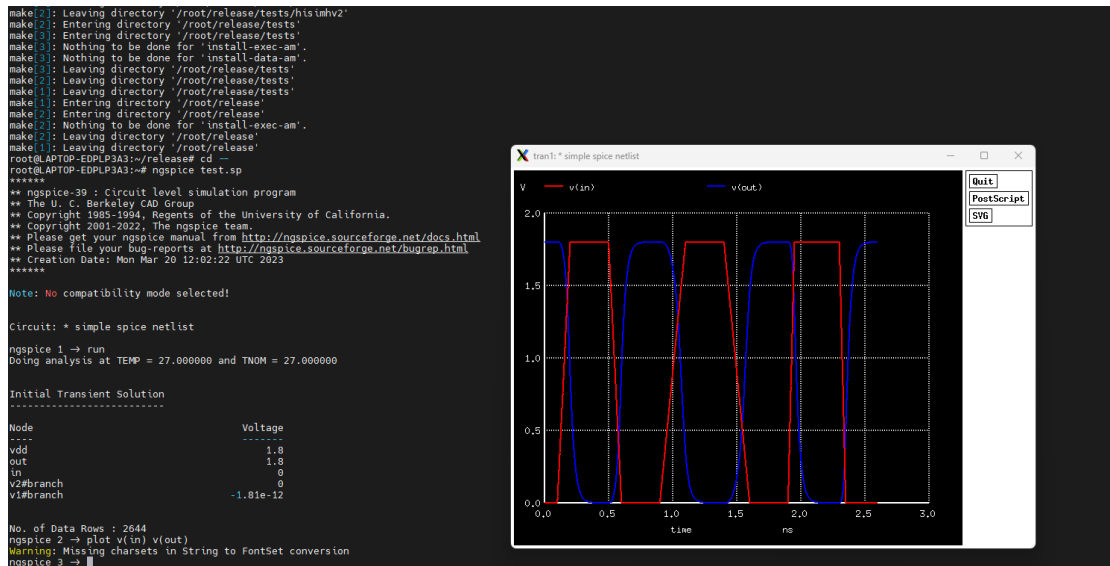 make[2]: Leaving directory '/root/release/tests/hisimhv2'
make[2]: Entering directory '/root/release/tests'
make[3]: Entering directory '/root/release/tests'
make[3]: Nothing to be done for 'install-exec-am'.
make[3]: Nothing to be done for 'install-data-am'.
make[3]: Leaving directory '/root/release/tests'
make[2]: Leaving directory '/root/release/tests'
make[1]: Leaving directory '/root/release/tests'
make[1]: Entering directory '/root/release'
make[2]: Entering directory '/root/release'
make[2]: Nothing to be done for 'install-exec-am'.
make[2]: Leaving directory '/root/release'
make[1]: Leaving directory '/root/release'
root@LAPTOP-EDPLP3A3:~/release# cd --
root@LAPTOP-EDPLP3A3:~# ngspice test.sp
******
** ngspice-39 : Circuit level simulation program
** The U. C. Berkeley CAD Group
** Copyright 1985-1994, Regents of the University of California.
** Copyright 2001-2022, The ngspice team.
** Please get your ngspice manual from http://ngspice.sourceforge.net/docs.html
** Please file your bug-reports at http://ngspice.sourceforge.net/bugrep.html
** Creation Date: Mon Mar 20 12:02:22 UTC 2023
******
Note: No compatibility mode selected!
Circuit: * simple spice netlist
ngspice 1 -> run
Doing analysis at TEMP = 27.000000 and TNOM = 27.000000
Initial Transient Solution
--------------------------
Node Voltage
---- -------
vdd 1.8
out 1.8
in 0
v2#branch 0
v1#branch -1.81e-12
No. of Data Rows : 2644
ngspice 2 -> plot v(in) v(out)
Warning: Missing charsets in String to FontSet conversion
ngspice 3 ->
tran1: * simple spice netlist
V v(in) v(out)
Quit
PostScript
SVG
2.0
1.5
1.0
0.5
0.0
0.0 0.5 1.0 1.5 2.0 2.5 3.0
time ns